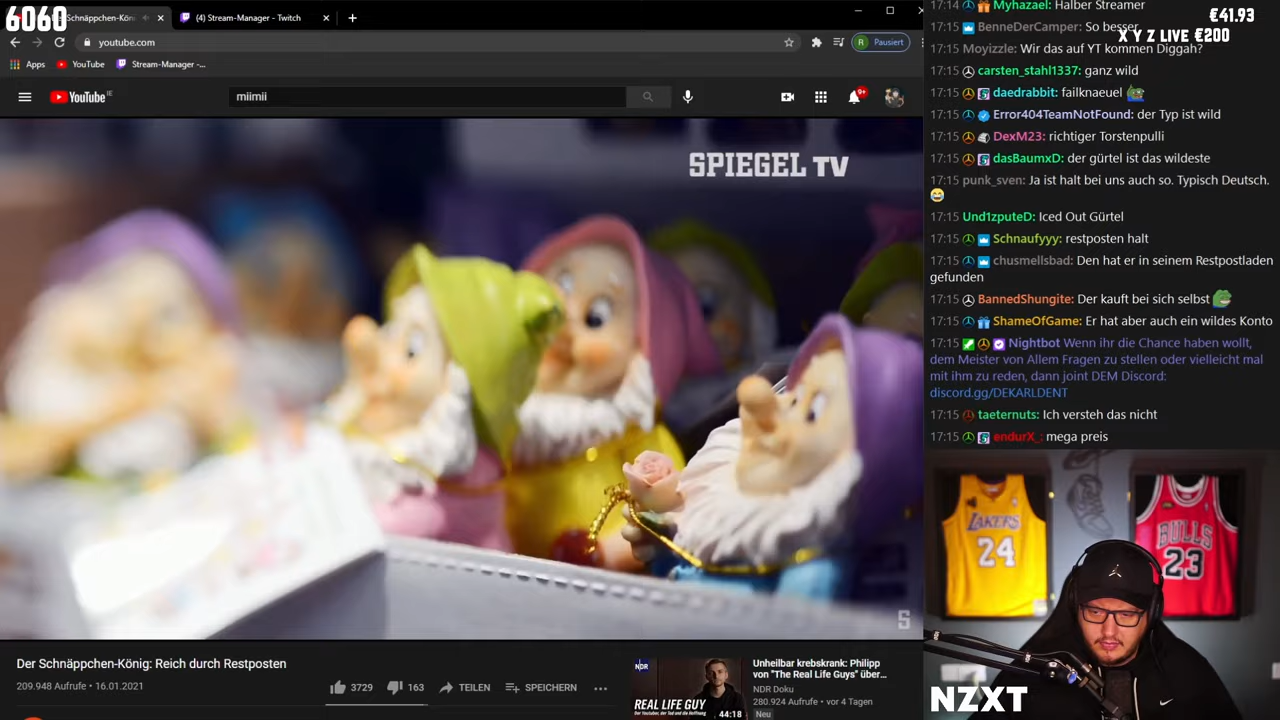 6060
Der Schnäppchen-Kön
(4) Stream-Manager - Twitch
youtube.com
R Pausiert
Apps
YouTube
Stream-Manager -...
YouTube IE
miimii
9+
SPIEGEL TV
S
Der Schnäppchen-König: Reich durch Restposten
209.948 Aufrufe • 16.01.2021
3729
163
TEILEN
SPEICHERN
NDR
REAL LIFE GUY
44:18
Unheilbar krebskrank: Philipp
von "The Real Life Guys" über...
NDR Doku
280.924 Aufrufe • vor 4 Tagen
Neu
€41.93
X Y Z LIVE €200
17:14 Myhazael: Halber Streamer
17:15 BenneDerCamper: So besser
17:15 Moyizzle: Wir das auf YT kommen Diggah?
17:15 carsten_stahl1337: ganz wild
17:15 daedrabbit: failknaeuel
17:15 Error404TeamNotFound: der Typ ist wild
17:15 DexM23: richtiger Torstenpulli
17:15 dasBaumxD: der gürtel ist das wildeste
17:15 punk_sven: Ja ist halt bei uns auch so. Typisch Deutsch.
17:15 Und1zputeD: Iced Out Gürtel
17:15 Schnaufyyy: restposten halt
17:15 chusmellsbad: Den hat er in seinem Restpostladen
gefunden
17:15 BannedShungite: Der kauft bei sich selbst
17:15 ShameOfGame: Er hat aber auch ein wildes Konto
17:15 Nightbot Wenn ihr die Chance haben wollt,
dem Meister von Allem Fragen zu stellen oder vielleicht mal
mit ihm zu reden, dann joint DEM Discord:
discord.gg/DEKARLDENT
17:15 taeternuts: Ich versteh das nicht
17:15 endurX_: mega preis
LAKERS
24
BULLS
23
NZXT